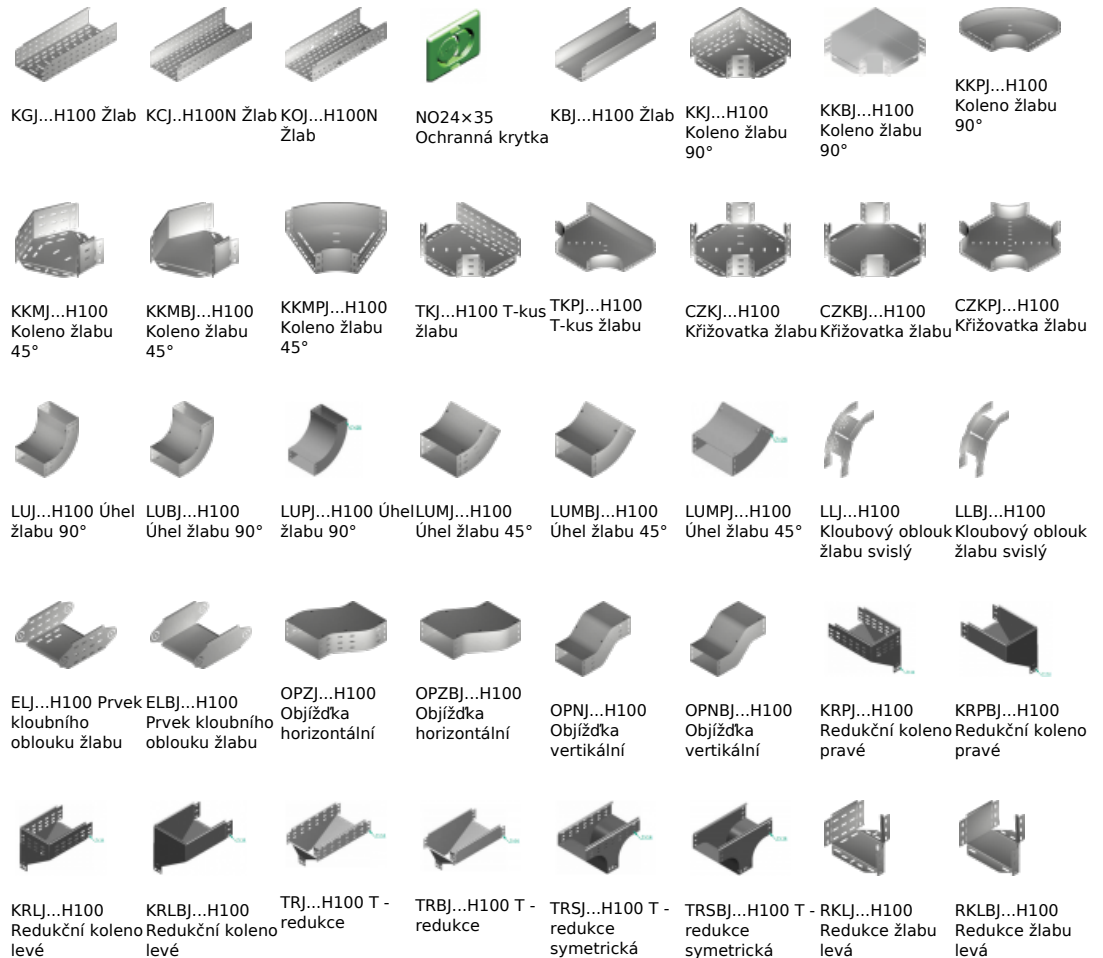 KGJ...H100 Žlab
KCJ..H100N Žlab
KOJ...H100N
Žlab
NO24×35
Ochranná krytka
KBJ...H100 Žlab
KKJ...H100
Koleno žlabu
90°
KKBJ...H100
Koleno žlabu
90°
KKPJ...H100
Koleno žlabu
90°
KKMJ...H100
Koleno žlabu
45°
KKMBJ...H100
Koleno žlabu
45°
KKMPJ...H100
Koleno žlabu
45°
TKJ...H100 T-kus
žlabu
TKPJ...H100
T-kus žlabu
CZKJ...H100
Křižovatka žlabu
CZKBJ...H100
Křižovatka žlabu
CZKPJ...H100
Křižovatka žlabu
LUJ...H100 Úhel
žlabu 90°
LUBJ...H100
Úhel žlabu 90°
LUPJ...H100 Úhel
žlabu 90°
LUMJ...H100
Úhel žlabu 45°
LUMBJ...H100
Úhel žlabu 45°
LUMPJ...H100
Úhel žlabu 45°
LLJ...H100
Kloubový oblouk
žlabu svislý
LLBJ...H100
Kloubový oblouk
žlabu svislý
ELJ...H100 Prvek
kloubního
oblouku žlabu
ELBJ...H100
Prvek kloubního
oblouku žlabu
OPZJ...H100
Objížďka
horizontální
OPZBJ...H100
Objížďka
horizontální
OPNJ...H100
Objížďka
vertikální
OPNBJ...H100
Objížďka
vertikální
KRPJ...H100
Redukční koleno
pravé
KRPBJ...H100
Redukční koleno
pravé
KRLJ...H100
Redukční koleno
levé
KRLBJ...H100
Redukční koleno
levé
TRJ...H100 T -
redukce
TRBJ...H100 T -
redukce
TRSJ...H100 T -
redukce
symetrická
TRSBJ...H100 T -
redukce
symetrická
RKLJ...H100
Redukce žlabu
levá
RKLBJ...H100
Redukce žlabu
levá